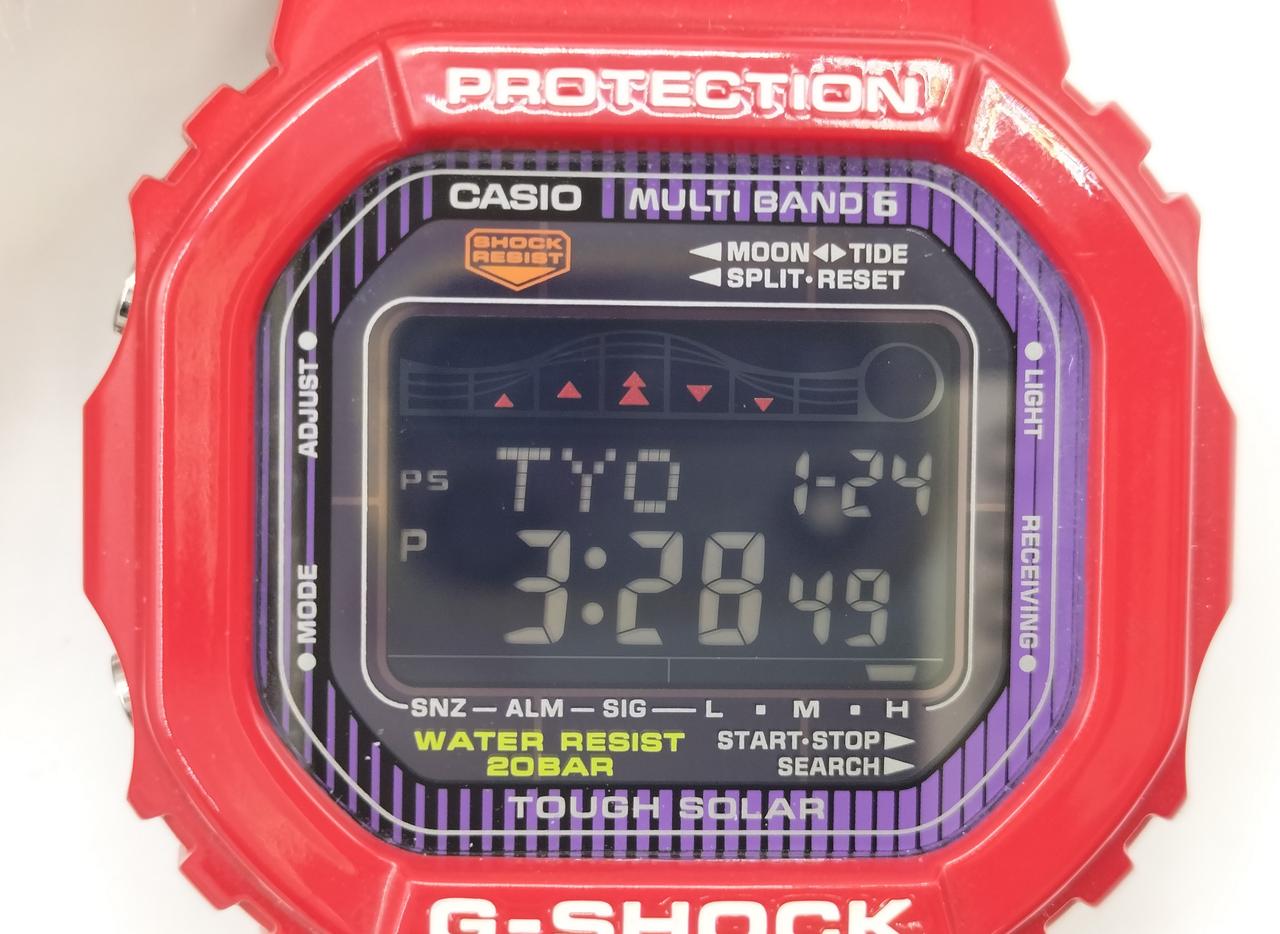 PROTECTION
CASIO MULTI BAND 6
SHOCK RESIST
MOON TIDE
SPLIT·RESET
ADJUST
LIGHT
PS TYO 1-24
P 3:28 49
MODE
RECEIVING
SNZ — ALM — SIG — L · M · H
WATER RESIST
20BAR
START·STOP
SEARCH
TOUGH SOLAR
G-SHOCK